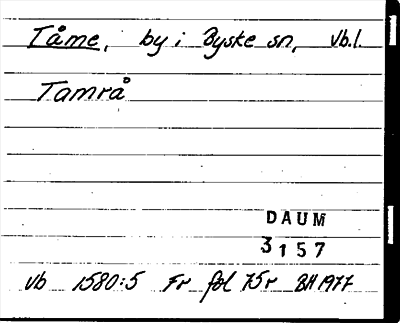 Tåme, by i Byske sn, Vb.l.
Tamrå
DAUM
3157
Vb 1580:5 Fr fol 75r BH 1977